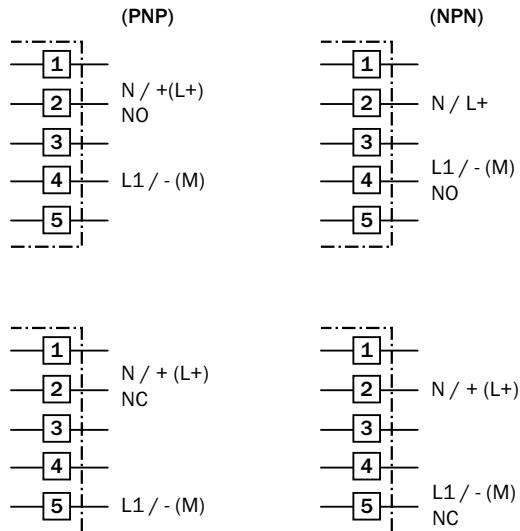 (PNP)
1
2
3
4
5
N / +(L+)
NO
L1 / - (M)
(NPN)
1
2
3
4
5
N / L+
L1 / - (M)
NO
1
2
3
4
5
N / + (L+)
NC
L1 / - (M)
1
2
3
4
5
N / + (L+)
L1 / - (M)
NC